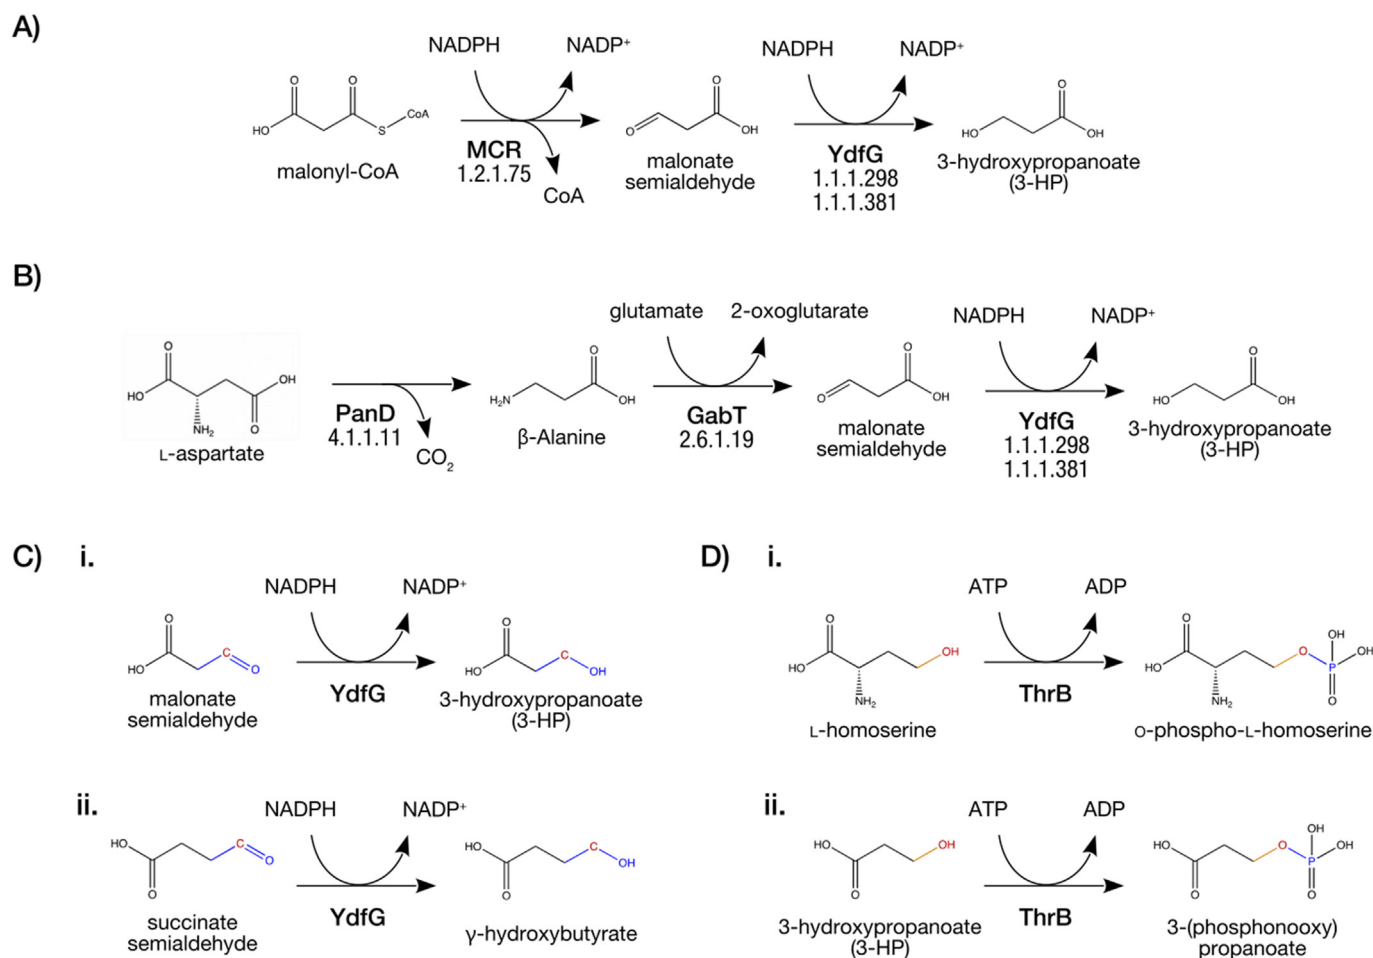 A)
NADPH NADP⁺ NADPH NADP⁺
O O CoA O O
HO S O OH HO OH
malonyl-CoA MCR malonate YdfG 3-hydroxypropanoate
1.2.1.75 semialdehyde 1.1.1.298 (3-HP)
CoA 1.1.1.381
B)
glutamate 2-oxoglutarate NADPH NADP⁺
O OH O O O
HO O H₂N OH O OH HO OH
NH₂
L-aspartate PanD β-Alanine GabT malonate YdfG 3-hydroxypropanoate
4.1.1.11 2.6.1.19 semialdehyde 1.1.1.298 (3-HP)
CO₂ 1.1.1.381
C) i.
NADPH NADP⁺
O C O
HO O HO C OH
malonate YdfG 3-hydroxypropanoate
semialdehyde (3-HP)
ii.
NADPH NADP⁺
HO C O HO C OH
O O
succinate YdfG γ-hydroxybutyrate
semialdehyde
D) i.
ATP ADP
O OH O O OH
HO HO P OH
NH₂ NH₂ O
L-homoserine ThrB O-phospho-L-homoserine
ii.
ATP ADP
HO OH HO O OH
O O P OH
O
3-hydroxypropanoate ThrB 3-(phosphonooxy)
(3-HP) propanoate